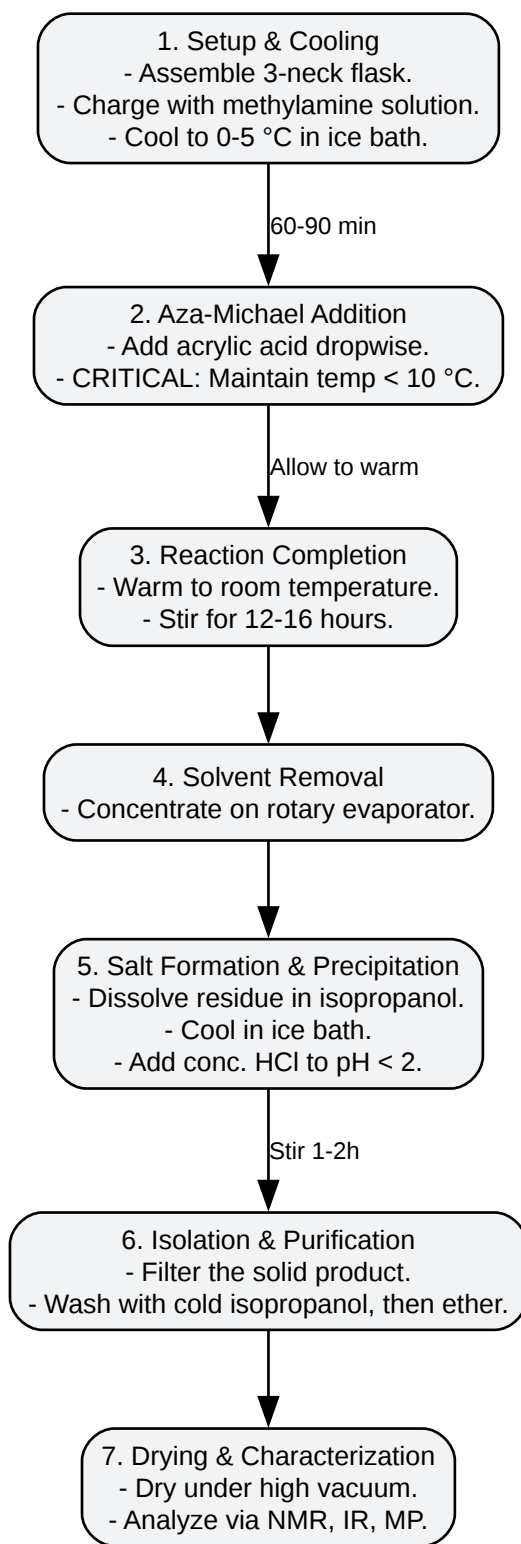 1. Setup & Cooling
- Assemble 3-neck flask.
- Charge with methylamine solution.
- Cool to 0-5 °C in ice bath.
60-90 min
2. Aza-Michael Addition
- Add acrylic acid dropwise.
- CRITICAL: Maintain temp < 10 °C.
Allow to warm
3. Reaction Completion
- Warm to room temperature.
- Stir for 12-16 hours.
4. Solvent Removal
- Concentrate on rotary evaporator.
5. Salt Formation & Precipitation
- Dissolve residue in isopropanol.
- Cool in ice bath.
- Add conc. HCl to pH < 2.
Stir 1-2h
6. Isolation & Purification
- Filter the solid product.
- Wash with cold isopropanol, then ether.
7. Drying & Characterization
- Dry under high vacuum.
- Analyze via NMR, IR, MP.